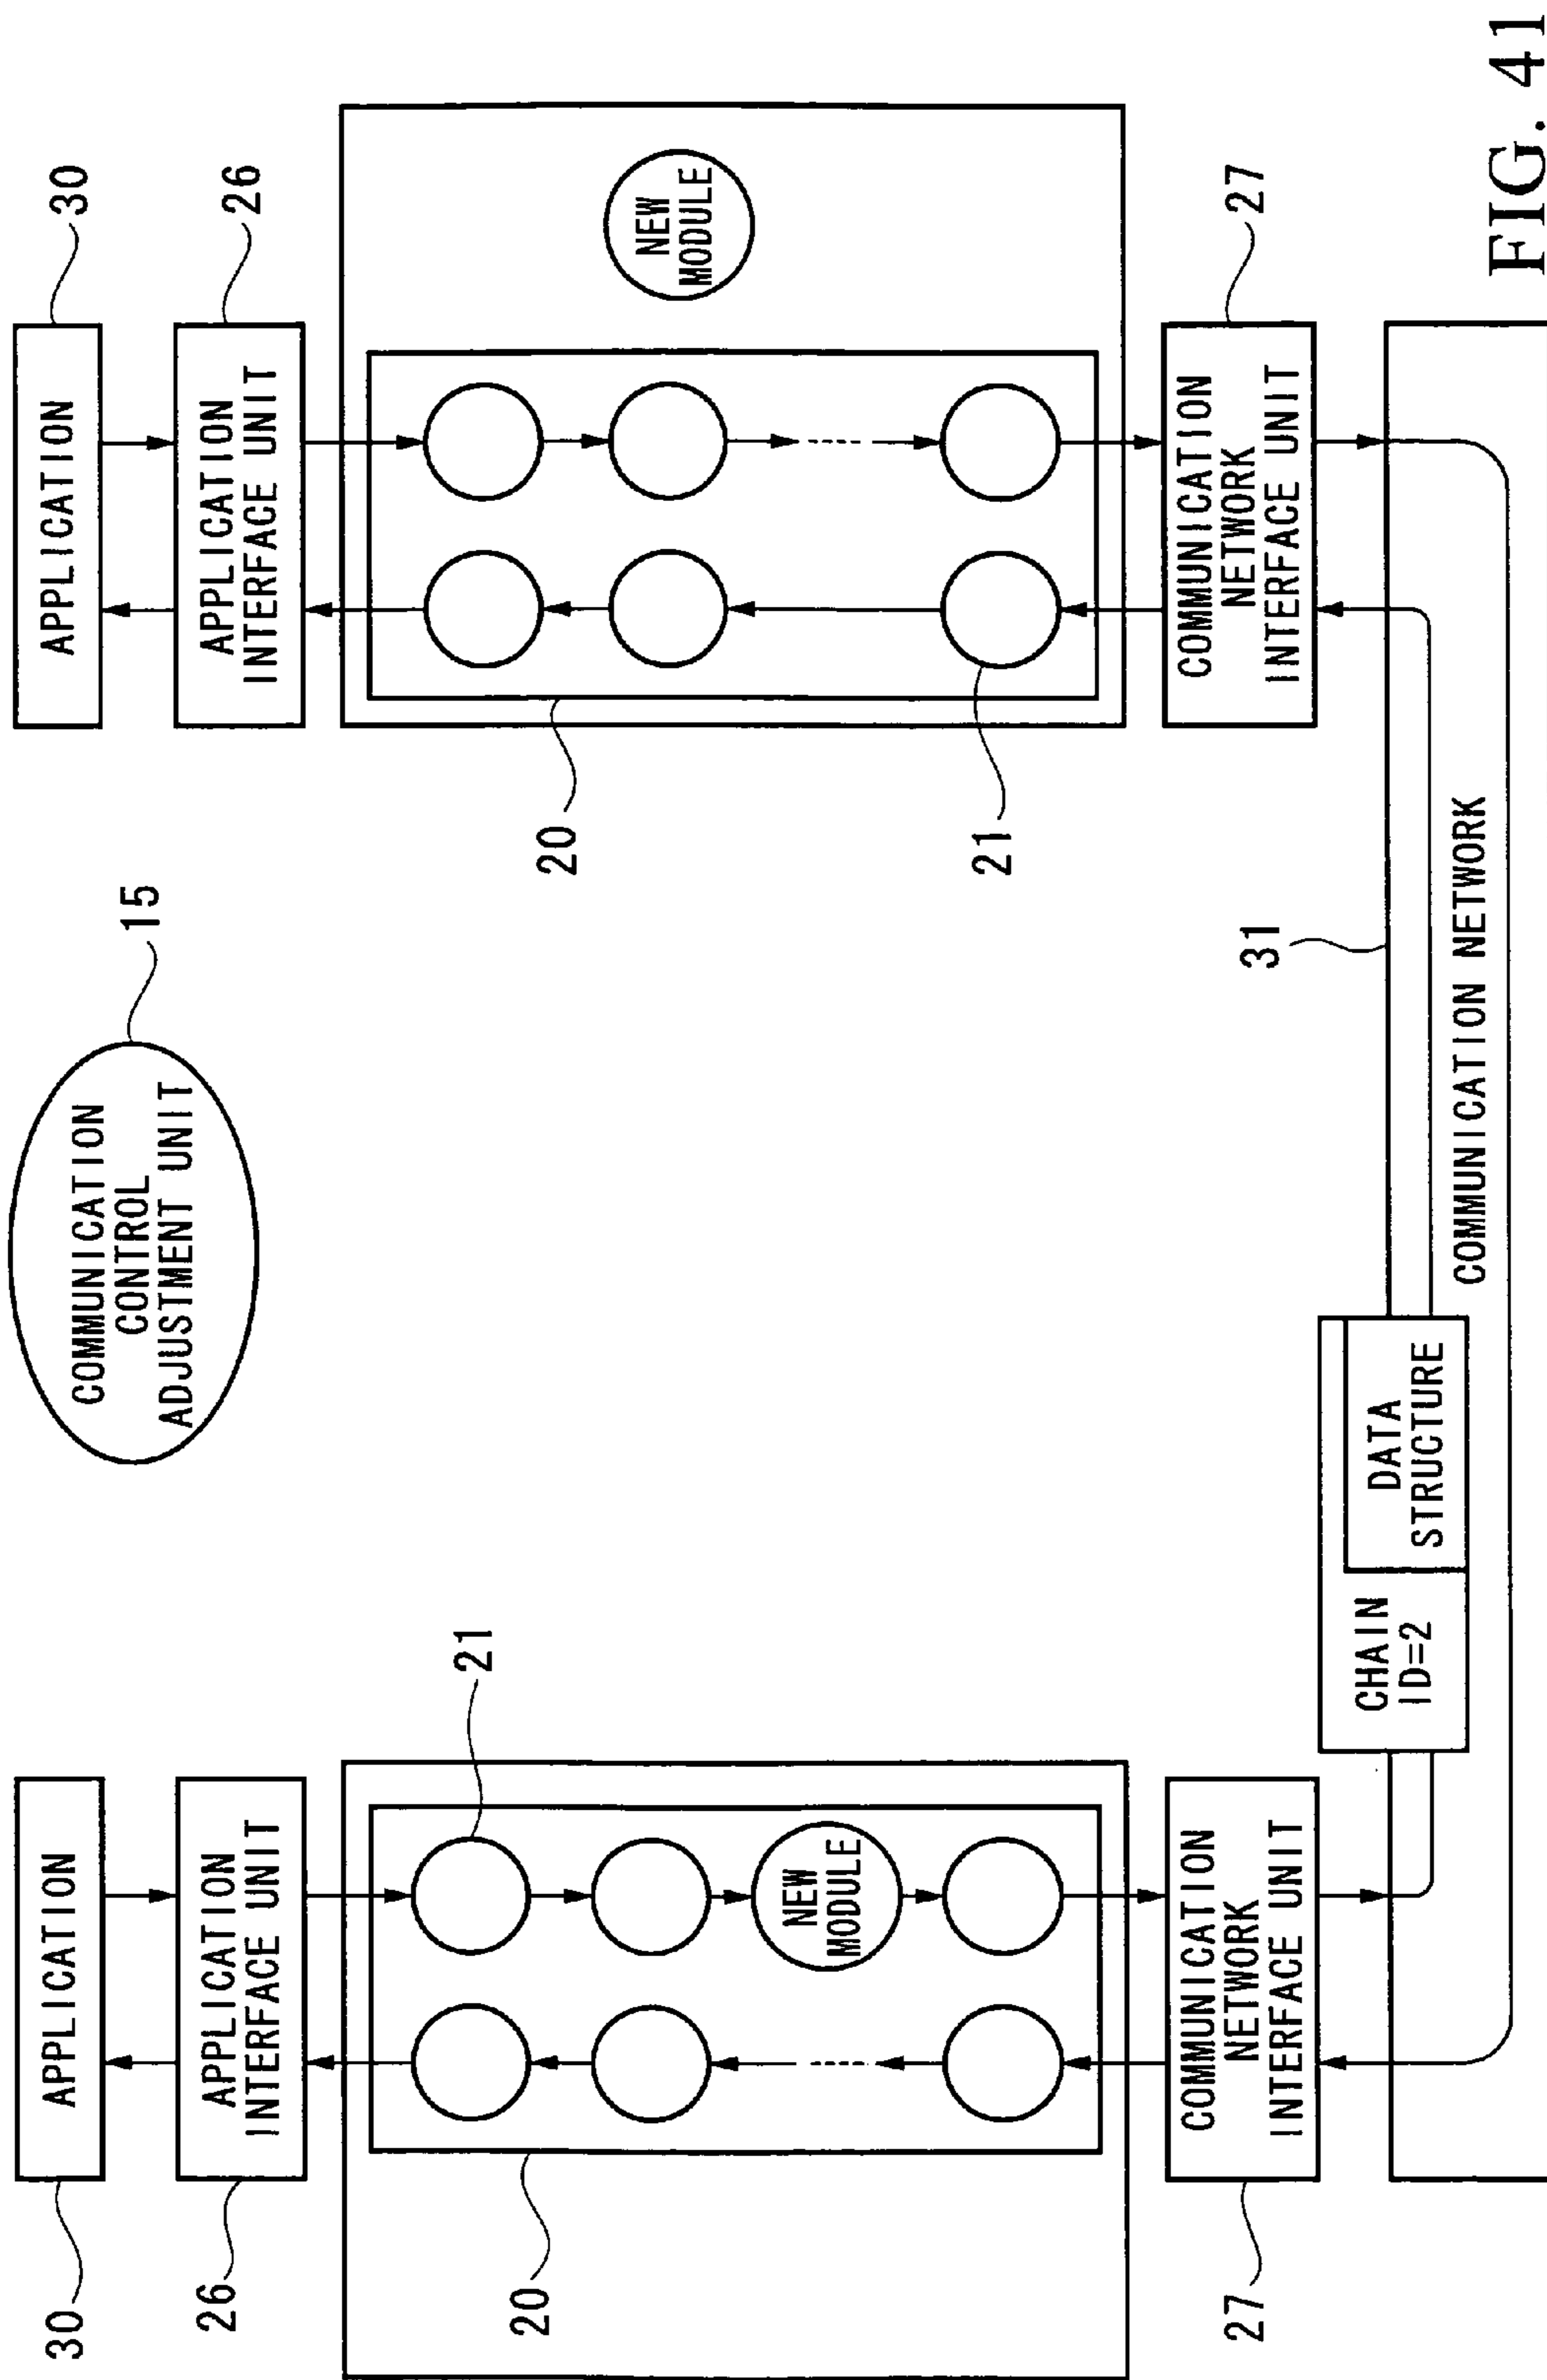 30
APPLICATION
26
APPLICATION
INTERFACE UNIT
20
21
NEW
MODULE
27
COMMUNICATION
NETWORK
INTERFACE UNIT
COMMUNICATION
CONTROL
ADJUSTMENT UNIT
15
CHAIN
ID=2
DATA
STRUCTURE
31
COMMUNICATION NETWORK
APPLICATION
30
APPLICATION
INTERFACE UNIT
26
20
21
NEW
MODULE
COMMUNICATION
NETWORK
INTERFACE UNIT
27
FIG. 41